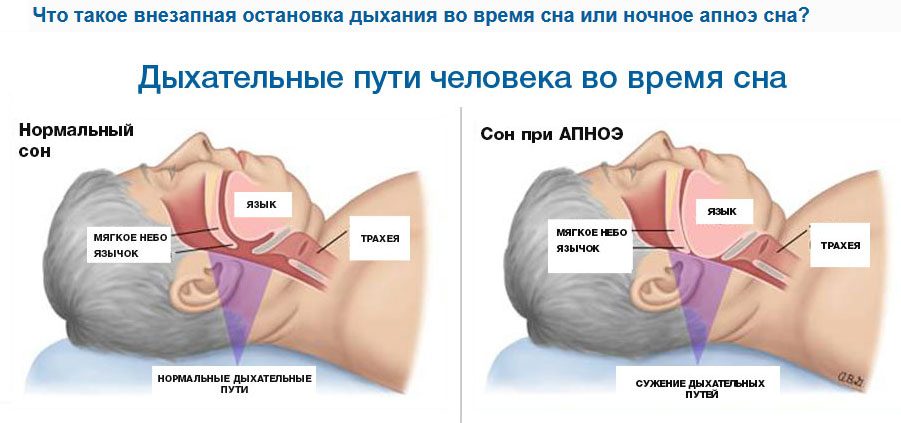 Что такое внезапная остановка дыхания во время сна или ночное апноэ сна?
Дыхательные пути человека во время сна
Нормальный
сон
ЯЗЫК
МЯГКОЕ НЕБО
ЯЗЫЧОК
ТРАХЕЯ
НОРМАЛЬНЫЕ ДЫХАТЕЛЬНЫЕ
ПУТИ
Сон при АПНОЭ
ЯЗЫК
МЯГКОЕ НЕБО
ЯЗЫЧОК
ТРАХЕЯ
СУЖЕНИЕ ДЫХАТЕЛЬНЫХ
ПУТЕЙ